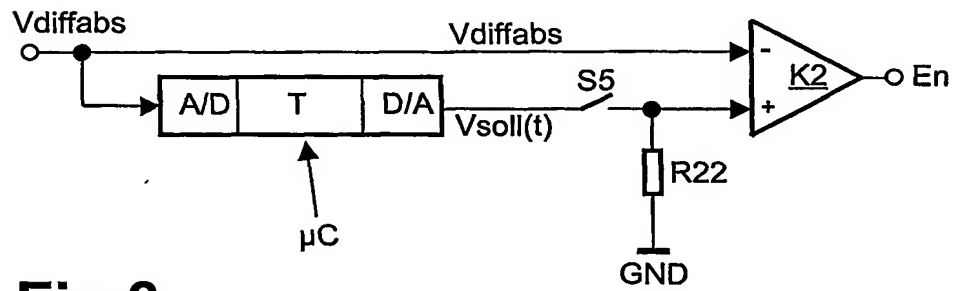 Vdiffabs
Vdiffabs
A/D
T
D/A
Vsoll(t)
S5
-
+
K2
En
R22
µC
GND